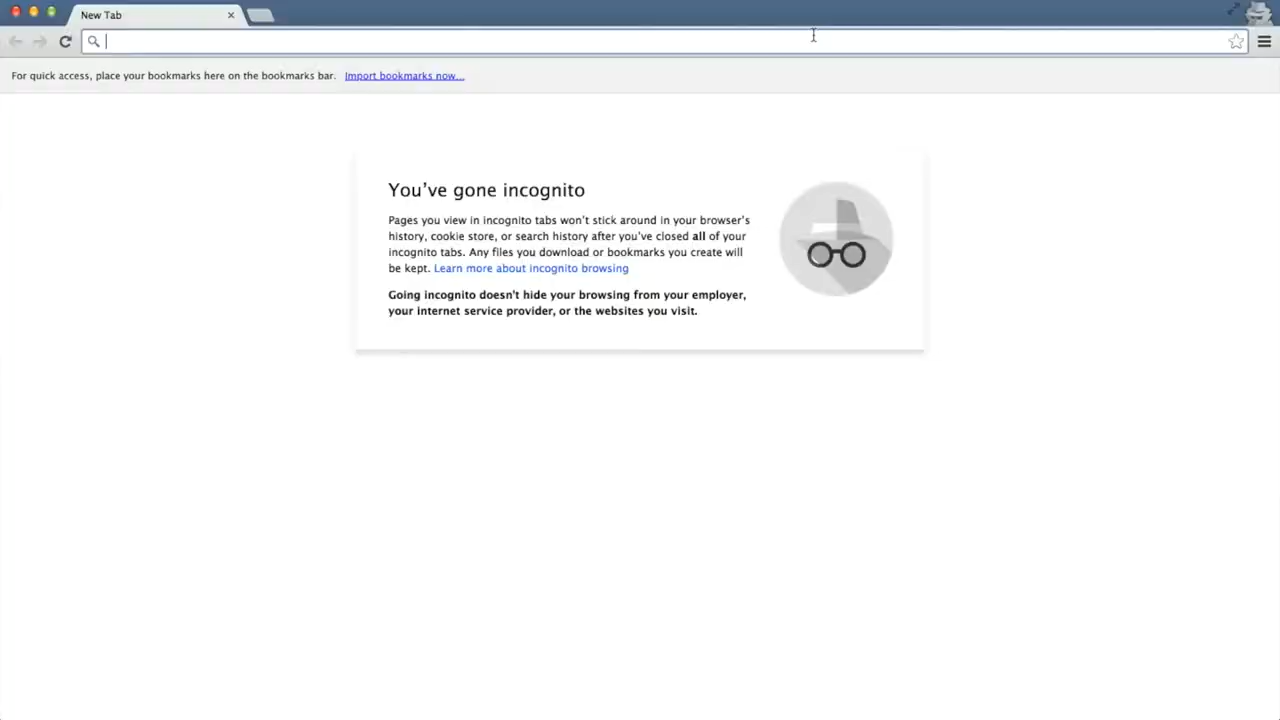 New Tab
For quick access, place your bookmarks here on the bookmarks bar. Import bookmarks now...
You've gone incognito
Pages you view in incognito tabs won't stick around in your browser's
history, cookie store, or search history after you've closed all of your
incognito tabs. Any files you download or bookmarks you create will
be kept. Learn more about incognito browsing
Going incognito doesn't hide your browsing from your employer,
your internet service provider, or the websites you visit.